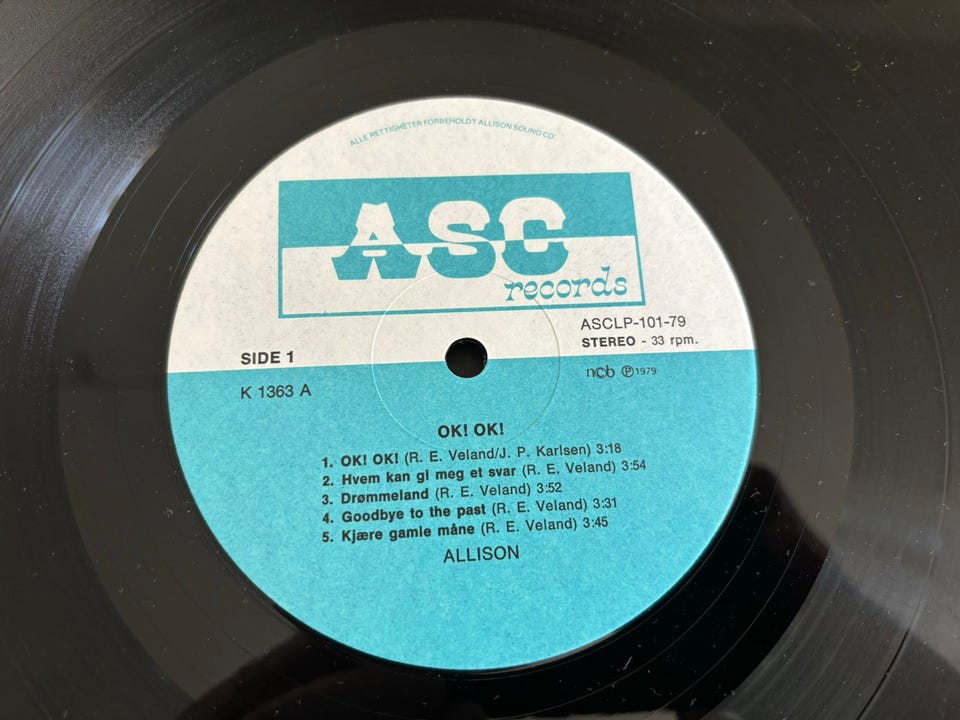 ALLE RETTIGHETER FORBEHOLDT ALLISON SOUND CO.
ASC
records
ASCLP-101-79
STEREO - 33 rpm.
SIDE 1
K 1363 A
ncb Ⓟ 1979
OK! OK!
1. OK! OK! (R. E. Veland/J. P. Karlsen) 3:18
2. Hvem kan gi meg et svar (R. E. Veland) 3:54
3. Drømmeland (R. E. Veland) 3:52
4. Goodbye to the past (R. E. Veland) 3:31
5. Kjære gamle måne (R. E. Veland) 3:45
ALLISON